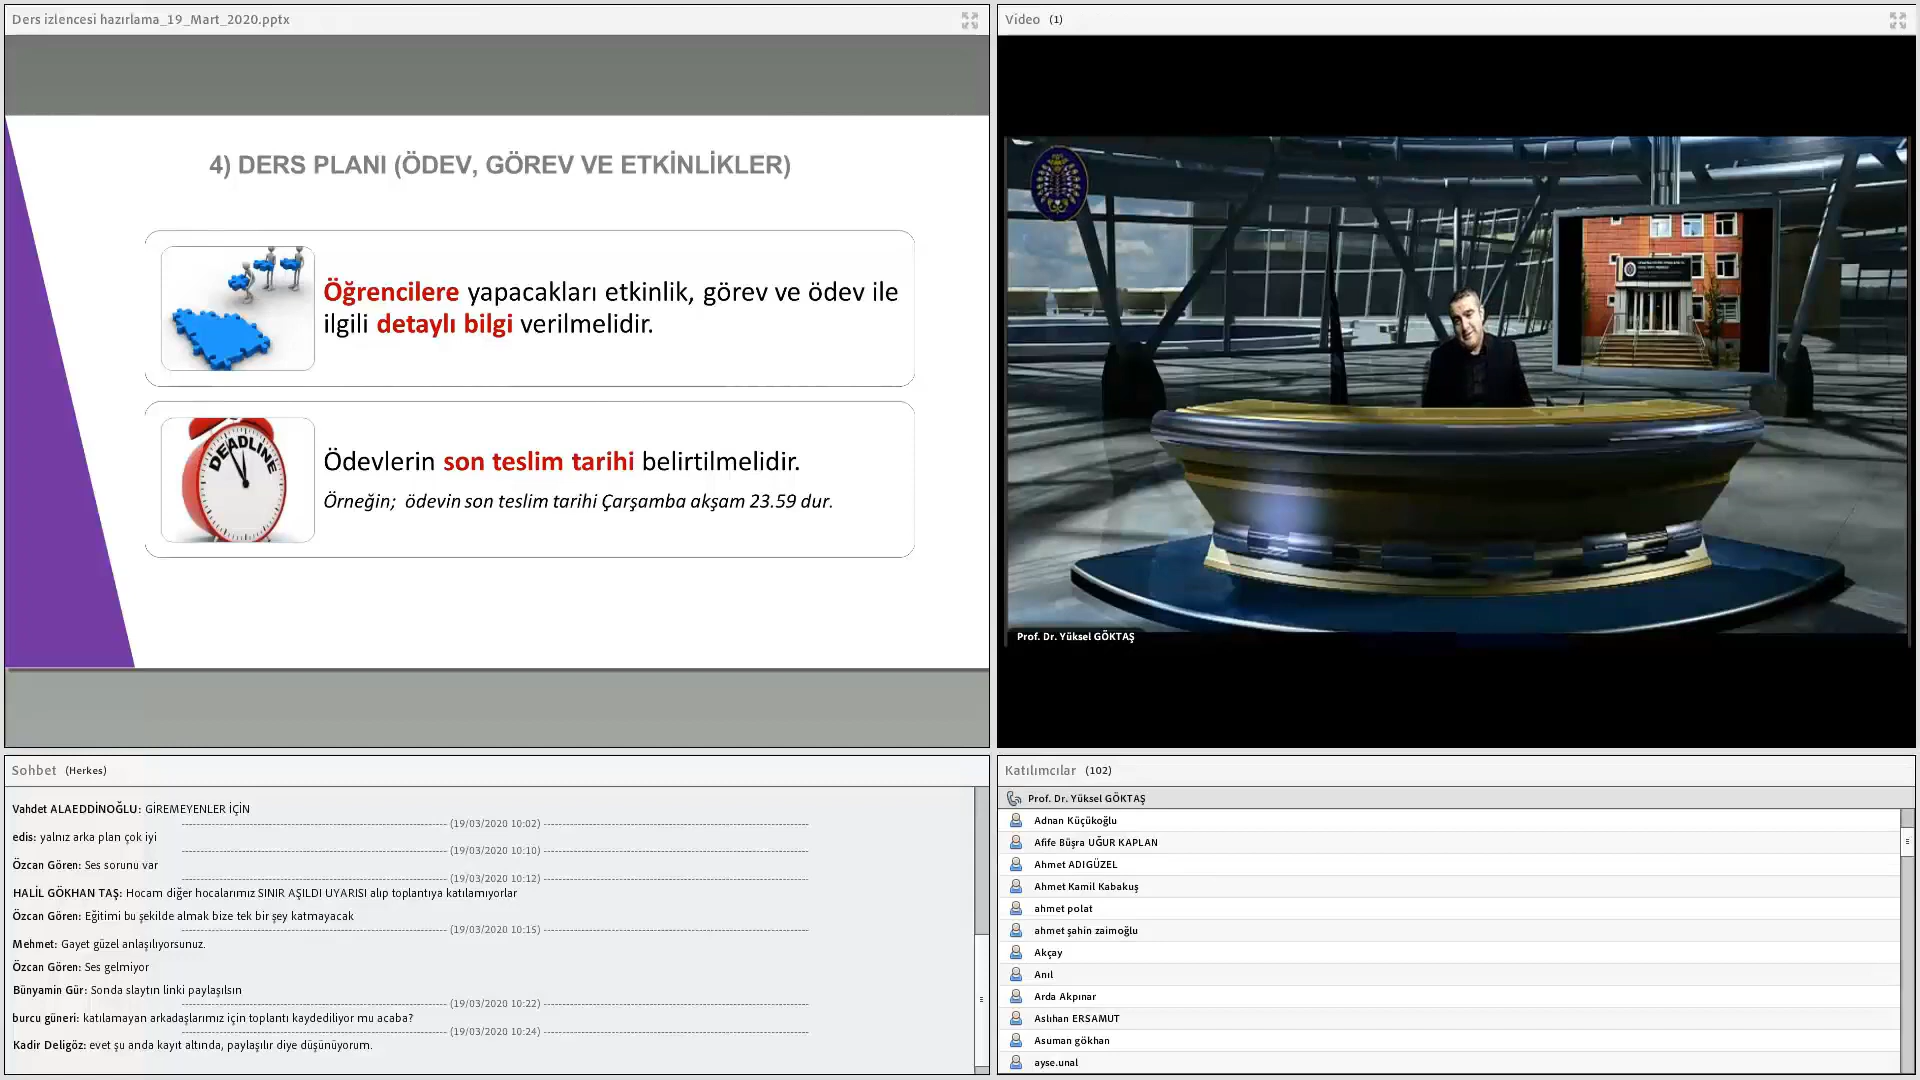 Ders izlencesi hazırlama_19_Mart_2020.pptx
4) DERS PLANI (ÖDEV, GÖREV VE ETKİNLİKLER)
Öğrencilere yapacakları etkinlik, görev ve ödev ile
ilgili detaylı bilgi verilmelidir.
DEADLINE
Ödevlerin son teslim tarihi belirtilmelidir.
Örneğin; ödevin son teslim tarihi Çarşamba akşam 23.59 dur.
Video (1)
Prof. Dr. Yüksel GÖKTAŞ
Sohbet (Herkes)
Vahdet ALAEDDİNOĞLU: GİREMEYENLER İÇİN
(19/03/2020 10:02)
edis: yalnız arka plan çok iyi
(19/03/2020 10:10)
Özcan Gören: Ses sorunu var
(19/03/2020 10:12)
HALİL GÖKHAN TAŞ: Hocam diğer hocalarımız SINIR AŞILDI UYARISI alıp toplantıya katılamıyorlar
Özcan Gören: Eğitimi bu şekilde almak bize tek bir şey katmayacak
(19/03/2020 10:15)
Mehmet: Gayet güzel anlaşılıyorsunuz.
Özcan Gören: Ses gelmiyor
Bünyamin Gür: Sonda slaytın linki paylaşılsın
(19/03/2020 10:22)
burcu güneri: katılamayan arkadaşlarımız için toplantı kaydediliyor mu acaba?
(19/03/2020 10:24)
Kadir Deligöz: evet şu anda kayıt altında, paylaşılır diye düşünüyorum.
Katılımcılar (102)
Prof. Dr. Yüksel GÖKTAŞ
Adnan Küçükoğlu
Afife Büşra UĞUR KAPLAN
Ahmet ADIGÜZEL
Ahmet Kamil Kabakuş
ahmet polat
ahmet şahin zaimoğlu
Akçay
Anıl
Arda Akpınar
Aslıhan ERSAMUT
Asuman gökhan
ayse.unal